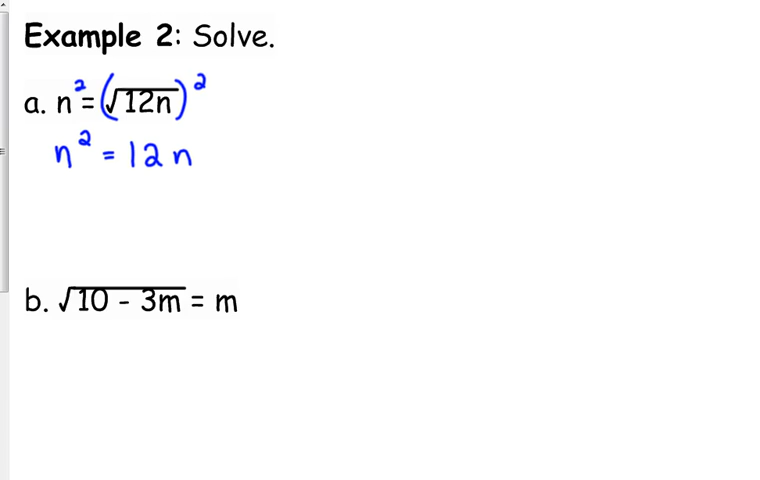 Example 2: Solve.
a. n² = (√12n)²
n² = 12n
b. √10 - 3m = m